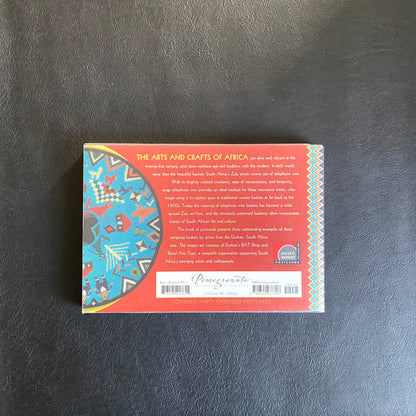 THE ARTS AND CRAFTS OF AFRICA are alive and vibrant in the
twenty-first century, and none combines age-old tradition with the modern, hi-tech world
more than the beautiful baskets South Africa's Zulu artists weave out of telephone wire.
With its brightly colored insulation, ease of manipulation, and longevity,
scrap telephone wire provides an ideal medium for these innovative artists, who
began using it to replace grass in traditional woven baskets as far back as the
Today the weaving of telephone wire baskets has become a wide-
spread Zulu art form, and the intricately patterned basketry often incorporates
scenes of South African life and culture.
This book of postcards presents thirty outstanding examples of these
intriguing baskets by artists from the Durban, South Africa
area. The images are courtesy of Durban's BAT Shop and
Bartel Arts Trust, a nonprofit organization supporting South
Africa's emerging artists and craftspeople.
POSTCARDS
Pomegranate
CONTAINS THIRTY OVERSIZED POSTCARDS